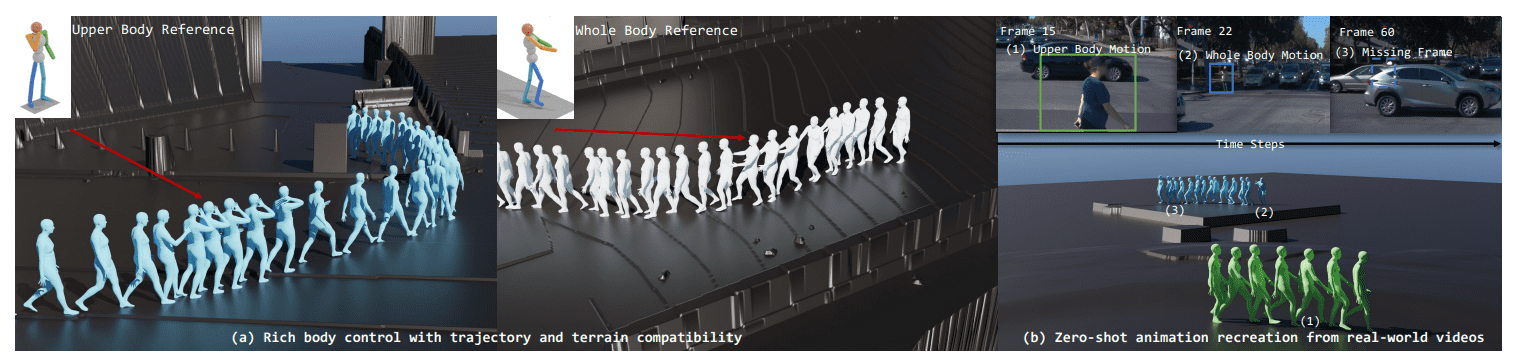 Upper Body Reference
Whole Body Reference
Frame 15
(1) Upper Body Motion
Frame 22
(2) Whole Body Motion
Frame 60
(3) Missing Frame
Time Steps
(3)
(2)
(1)
(a) Rich body control with trajectory and terrain compatibility
(b) Zero-shot animation recreation from real-world videos